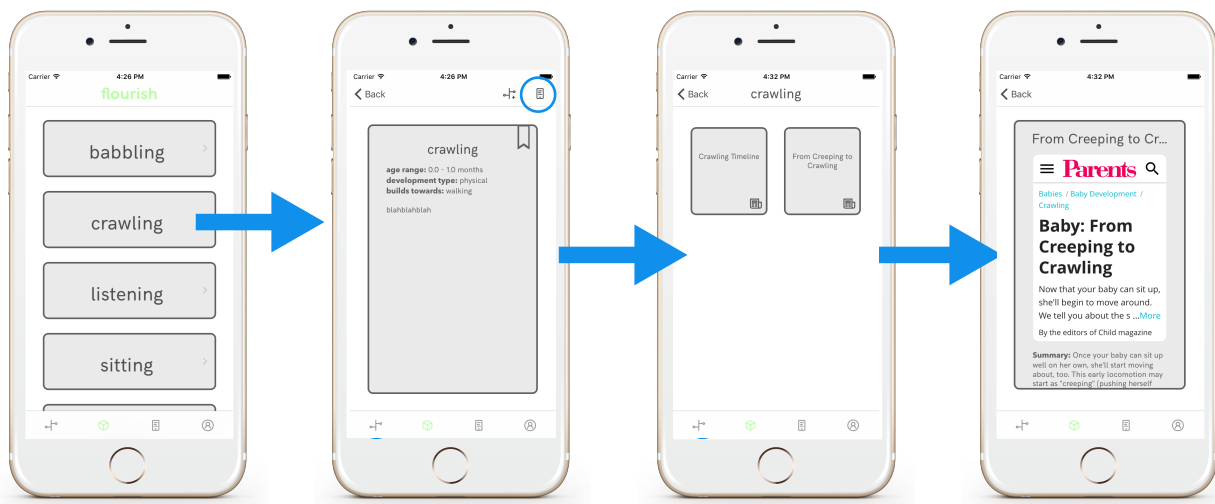 Carrier 4:26 PM
flourish
babbling
crawling
listening
sitting
Carrier 4:26 PM
Back
crawling
age range: 0.0 - 1.0 months
development type: physical
builds towards: walking
blahblahblah
Carrier 4:32 PM
Back crawling
Crawling Timeline
From Creeping to
Crawling
Carrier 4:32 PM
Back
From Creeping to Cr...
Parents
Babies / Baby Development /
Crawling
Baby: From
Creeping to
Crawling
Now that your baby can sit up,
she'll begin to move around.
We tell you about the s ...More
By the editors of Child magazine
Summary: Once your baby can sit up
well on her own, she'll start moving
about, too. This early locomotion may
start as "creeping" (pushing herself